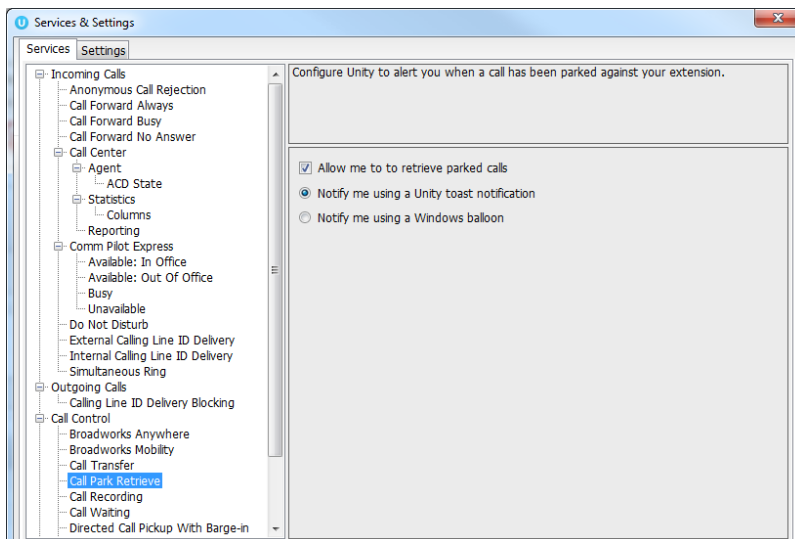 Services & Settings
Services Settings
Incoming Calls
Anonymous Call Rejection
Call Forward Always
Call Forward Busy
Call Forward No Answer
Call Center
Agent
ACD State
Statistics
Columns
Reporting
Comm Pilot Express
Available: In Office
Available: Out Of Office
Busy
Unavailable
Do Not Disturb
External Calling Line ID Delivery
Internal Calling Line ID Delivery
Simultaneous Ring
Outgoing Calls
Calling Line ID Delivery Blocking
Call Control
Broadworks Anywhere
Broadworks Mobility
Call Transfer
Call Park Retrieve
Call Recording
Call Waiting
Directed Call Pickup With Barge-in
Configure Unity to alert you when a call has been parked against your extension.
Allow me to to retrieve parked calls
Notify me using a Unity toast notification
Notify me using a Windows balloon